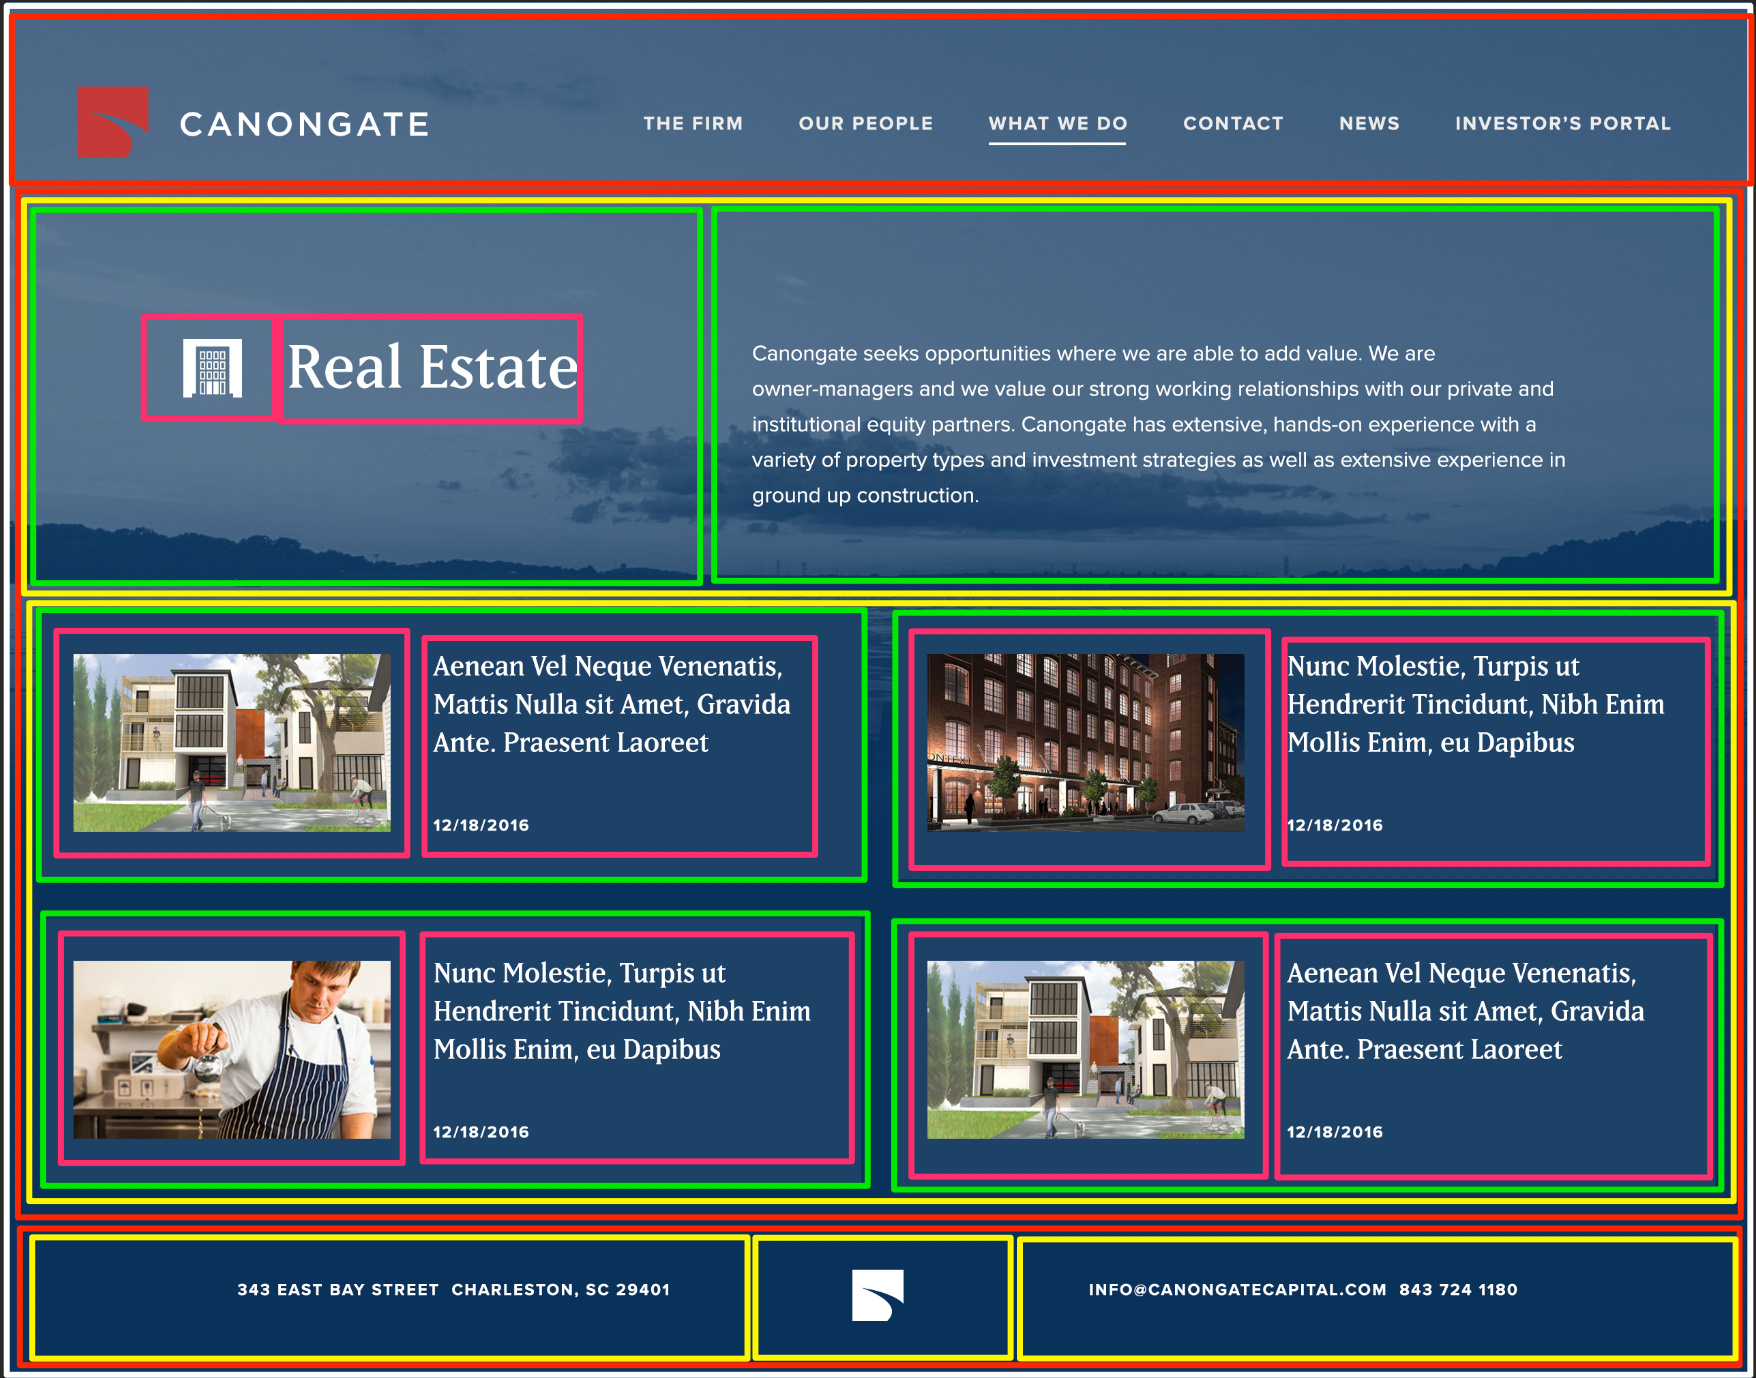 CANONGATE
THE FIRM
OUR PEOPLE
WHAT WE DO
CONTACT
NEWS
INVESTOR'S PORTAL
Real Estate
Canongate seeks opportunities where we are able to add value. We are
owner-managers and we value our strong working relationships with our private and
institutional equity partners. Canongate has extensive, hands-on experience with a
variety of property types and investment strategies as well as extensive experience in
ground up construction.
Aenean Vel Neque Venenatis,
Mattis Nulla sit Amet, Gravida
Ante. Praesent Laoreet
12/18/2016
Nunc Molestie, Turpis ut
Hendrerit Tincidunt, Nibh Enim
Mollis Enim, eu Dapibus
12/18/2016
Nunc Molestie, Turpis ut
Hendrerit Tincidunt, Nibh Enim
Mollis Enim, eu Dapibus
12/18/2016
Aenean Vel Neque Venenatis,
Mattis Nulla sit Amet, Gravida
Ante. Praesent Laoreet
12/18/2016
343 EAST BAY STREET CHARLESTON, SC 29401
INFO@CANONGATECAPITAL.COM 843 724 1180